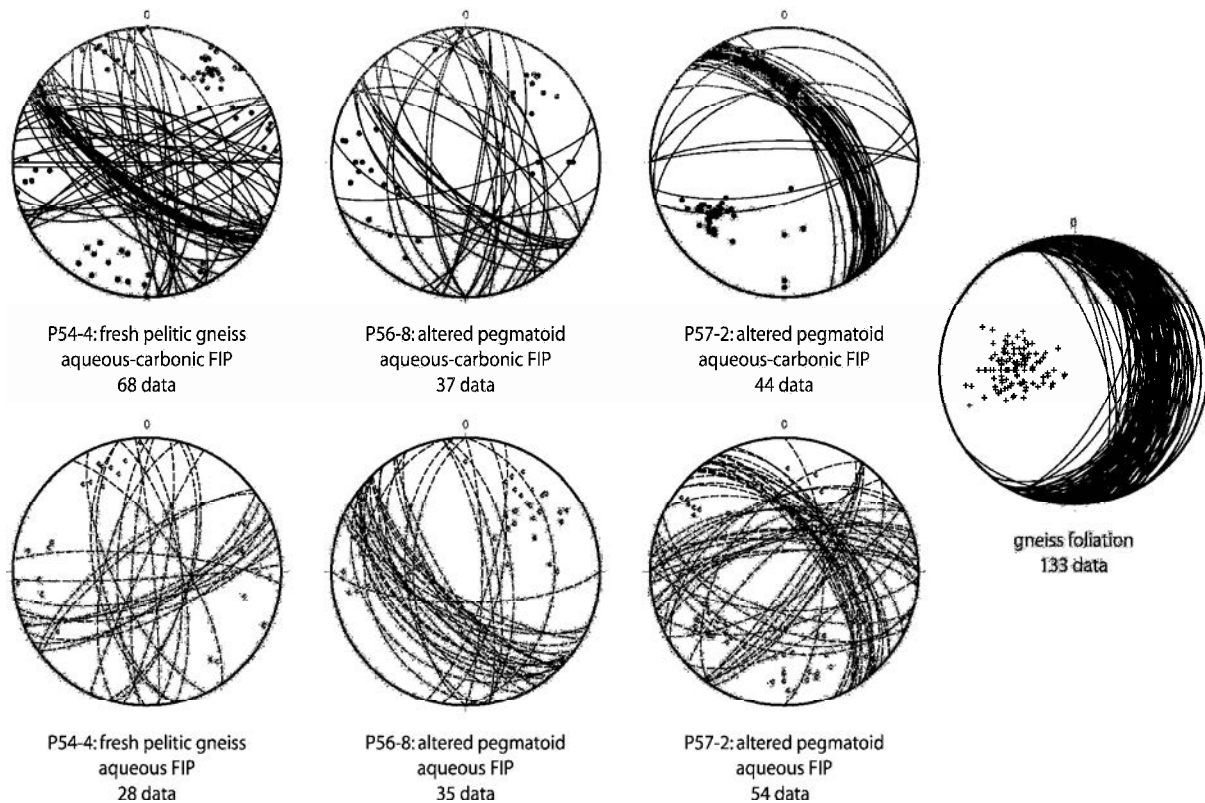 0
0
0
P54-4: fresh pelitic gneiss
aqueous-carbonic FIP
68 data
P56-8: altered pegmatoid
aqueous-carbonic FIP
37 data
P57-2: altered pegmatoid
aqueous-carbonic FIP
44 data
0
gneiss foliation
133 data
0
0
0
P54-4: fresh pelitic gneiss
aqueous FIP
28 data
P56-8: altered pegmatoid
aqueous FIP
35 data
P57-2: altered pegmatoid
aqueous FIP
54 data